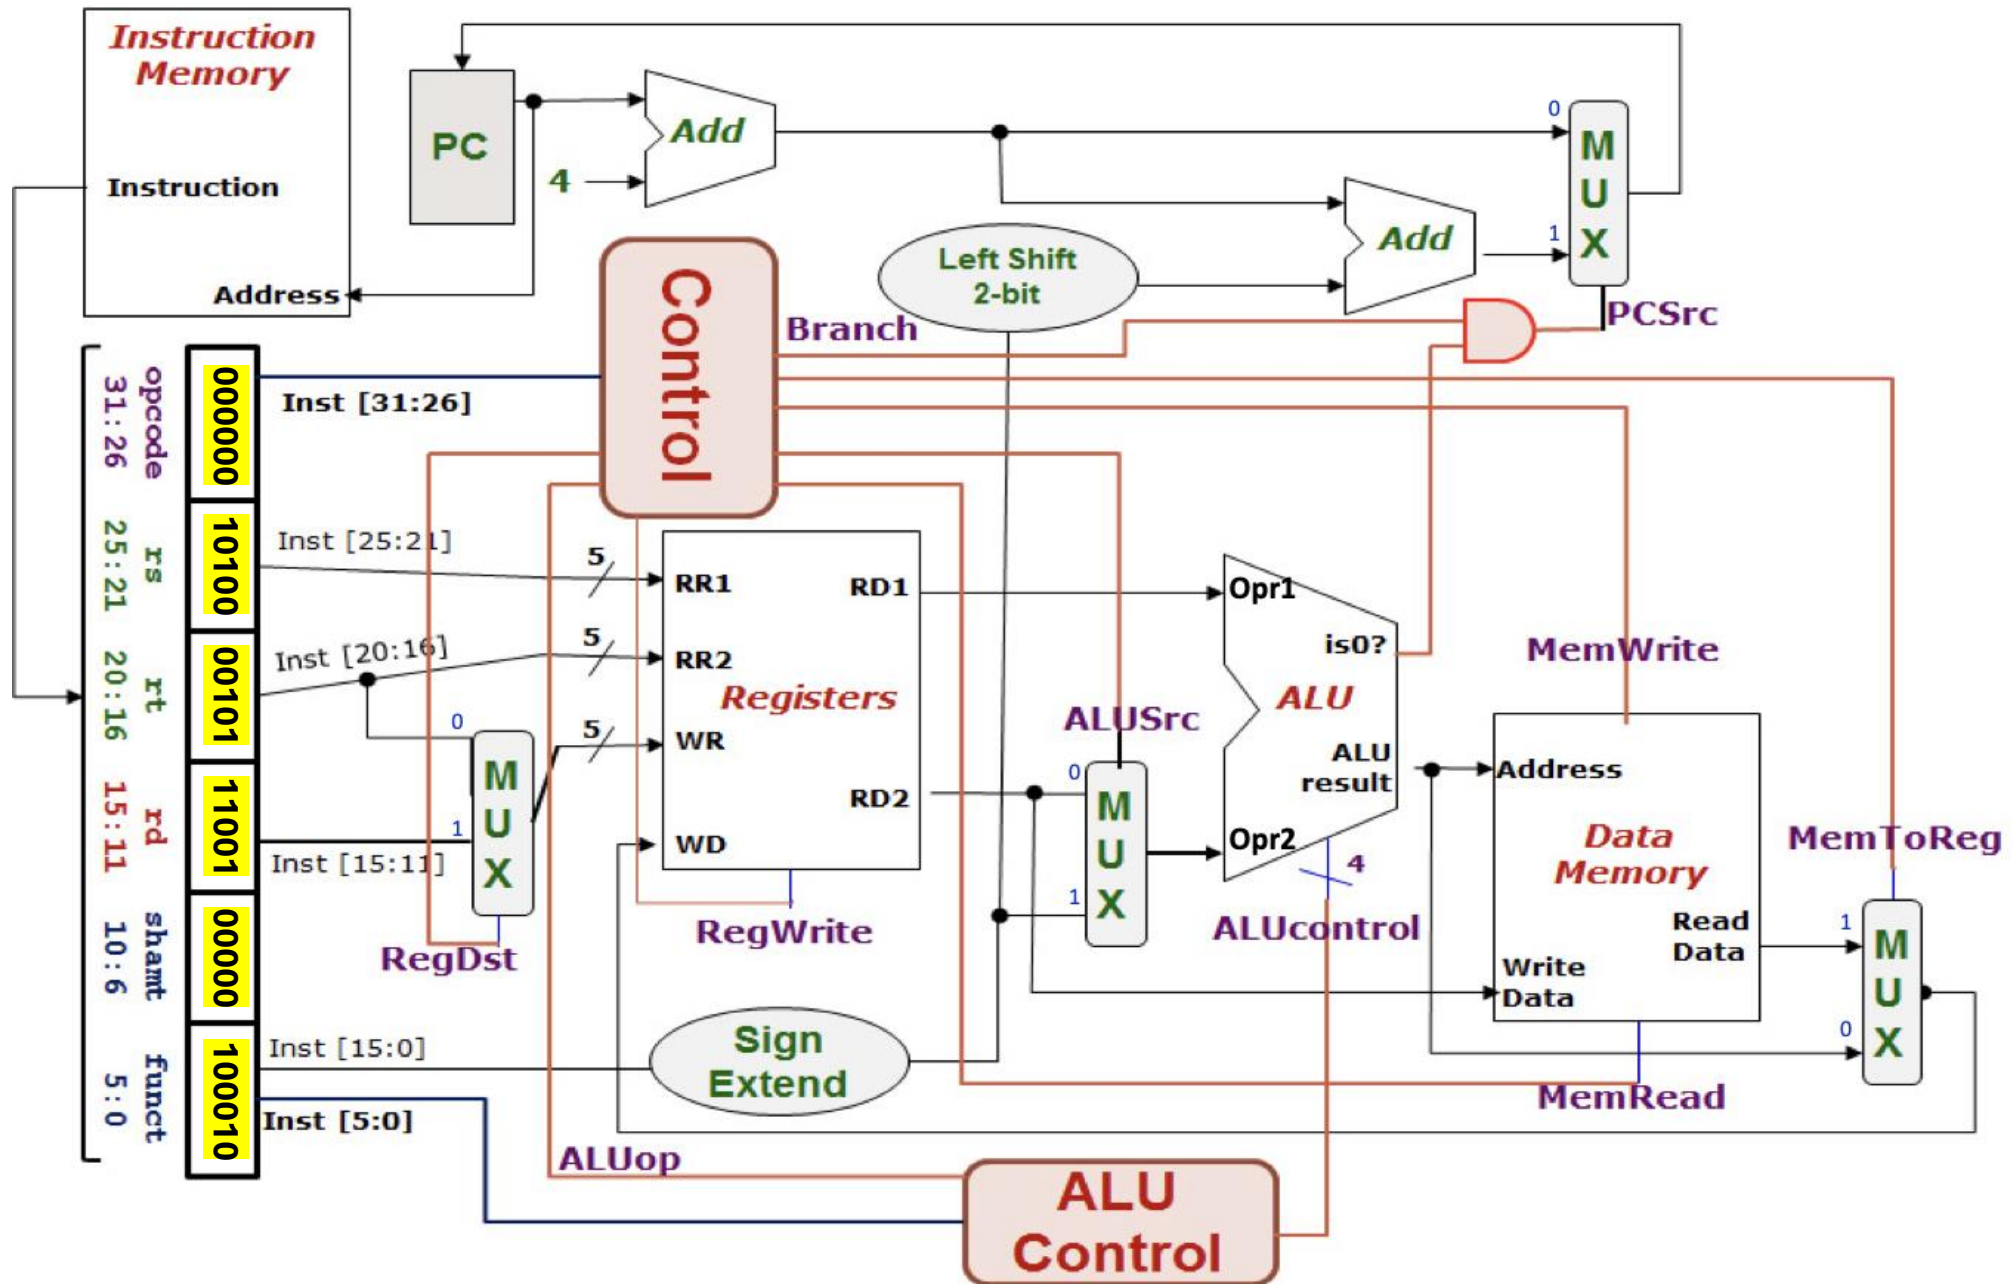 Instruction
Memory
Instruction
Address
PC
4
Add
Add
0
M
U
X
1
PCSrc
Left Shift
2-bit
Control
Branch
opcode
31:26
000000
Inst [31:26]
rs
25:21
10100
Inst [25:21]
rt
20:16
00101
Inst [20:16]
rd
15:11
11001
Inst [15:11]
shamt
10:6
00000
funct
5:0
100010
Inst [15:0]
Inst [5:0]
5
5
5
0
M
U
X
1
RegDst
RR1
RR2
WR
WD
RD1
RD2
Registers
RegWrite
Sign
Extend
ALUSrc
0
M
U
X
1
Opr1
Opr2
is0?
ALU
ALU
result
4
ALUcontrol
MemWrite
Address
Data
Memory
Read
Data
Write
Data
MemRead
MemToReg
1
M
U
X
0
ALUop
ALU
Control